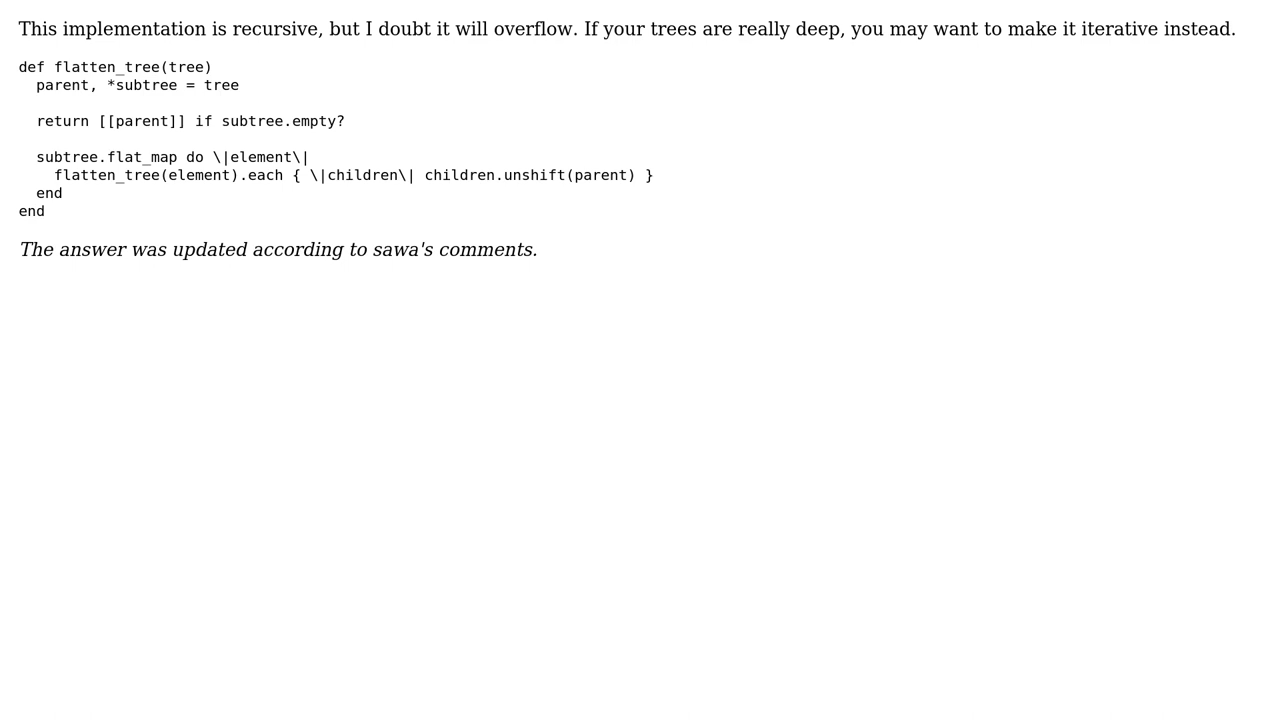 This implementation is recursive, but I doubt it will overflow. If your trees are really deep, you may want to make it iterative instead.
def flatten_tree(tree)
  parent, *subtree = tree
  return [[parent]] if subtree.empty?
  subtree.flat_map do \|element\|
    flatten_tree(element).each { \|children\| children.unshift(parent) }
  end
end
The answer was updated according to sawa's comments.